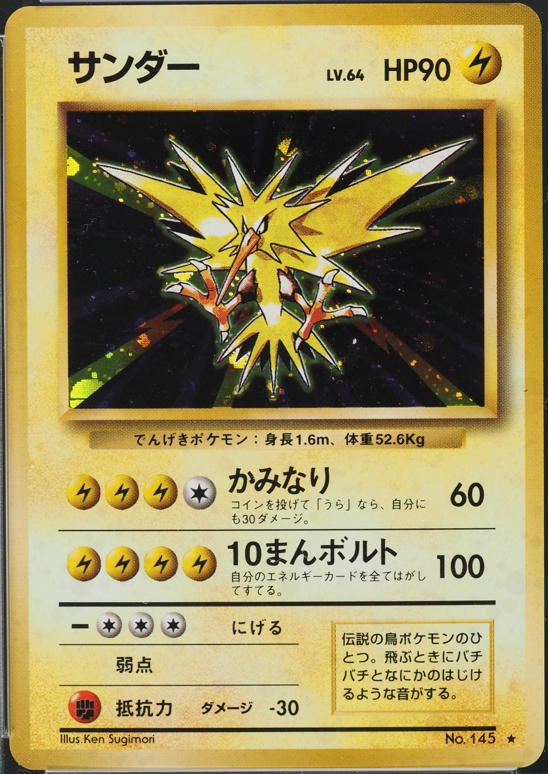 サンダー LV.64 HP90
でんげきポケモン：身長1.6m、体重52.6Kg
かみなり 60
コインを投げて「うら」なら、自分に
も30ダメージ。
10まんボルト 100
自分のエネルギーカードを全てはがし
てすてる。
にげる
弱点
抵抗力 ダメージ -30
伝説の鳥ポケモンのひ
とつ。飛ぶときにバチ
バチとなにかのはじけ
るような音がする。
Illus.Ken Sugimori No. 145 ★